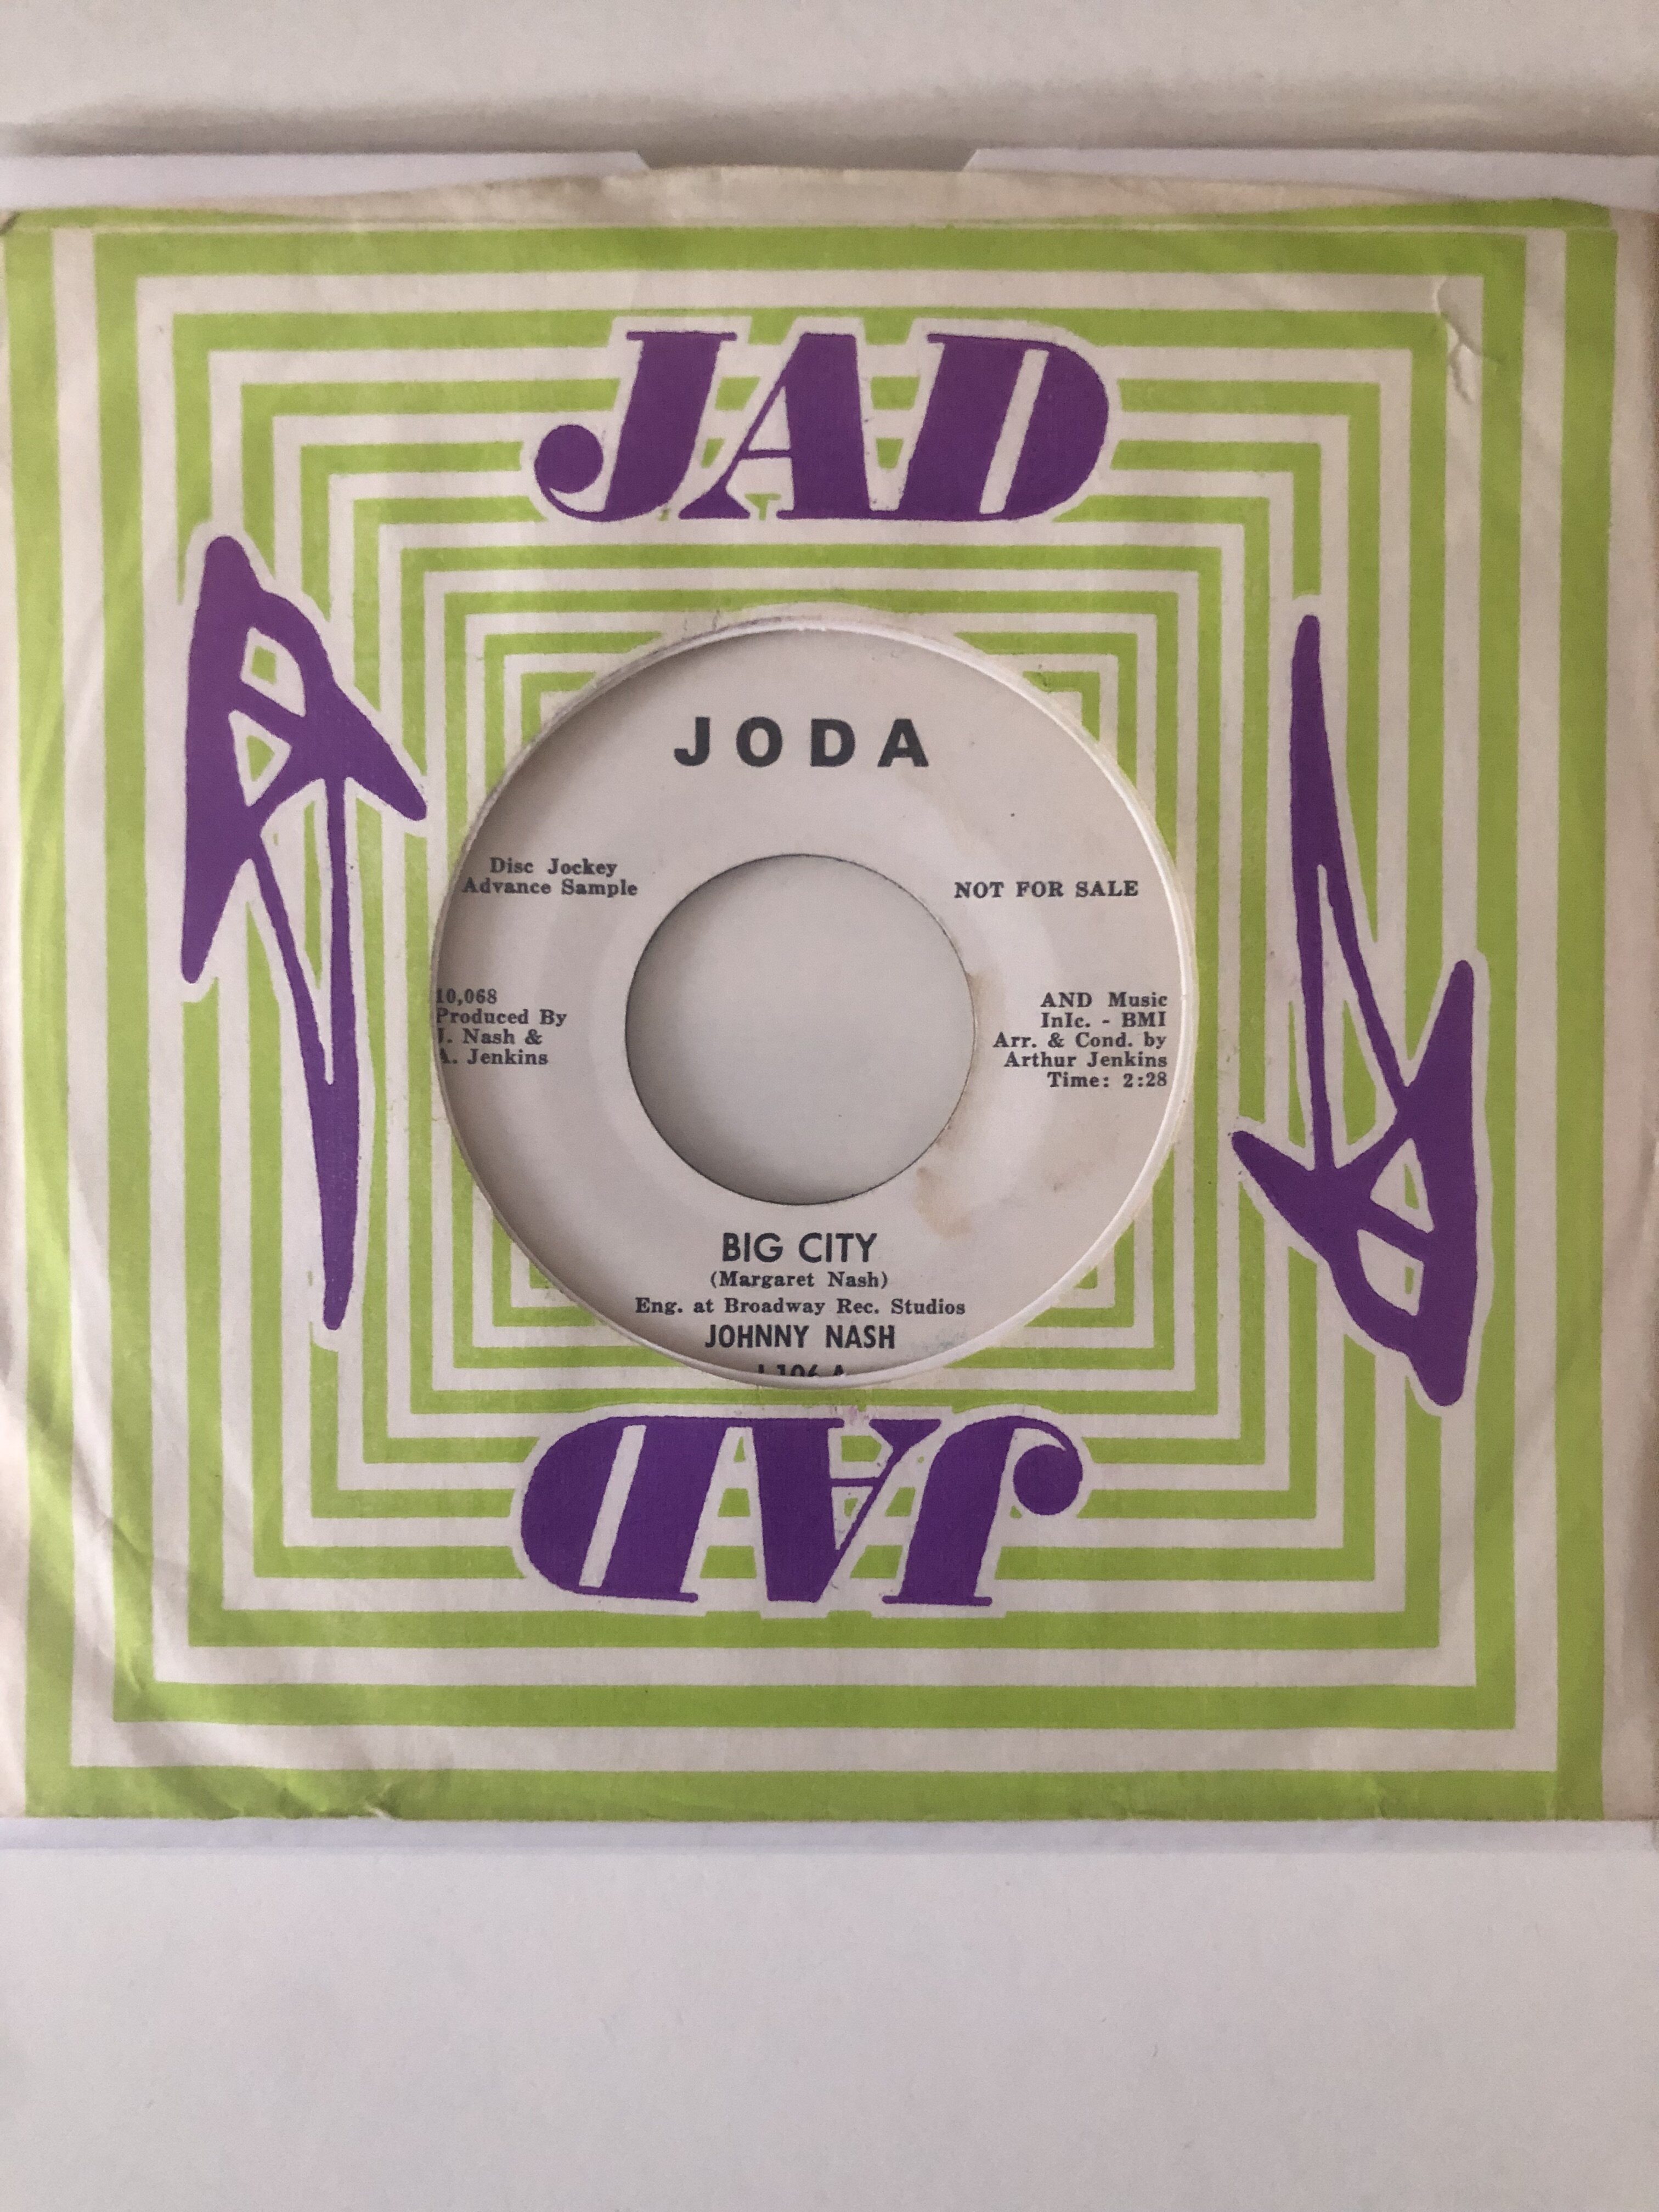 JAD
JODA
Disc Jockey
Advance Sample
NOT FOR SALE
10,068
Produced By
J. Nash &
A. Jenkins
AND Music
InIc. - BMI
Arr. & Cond. by
Arthur Jenkins
Time: 2:28
BIG CITY
(Margaret Nash)
Eng. at Broadway Rec. Studios
JOHNNY NASH
J 106 A
JAD